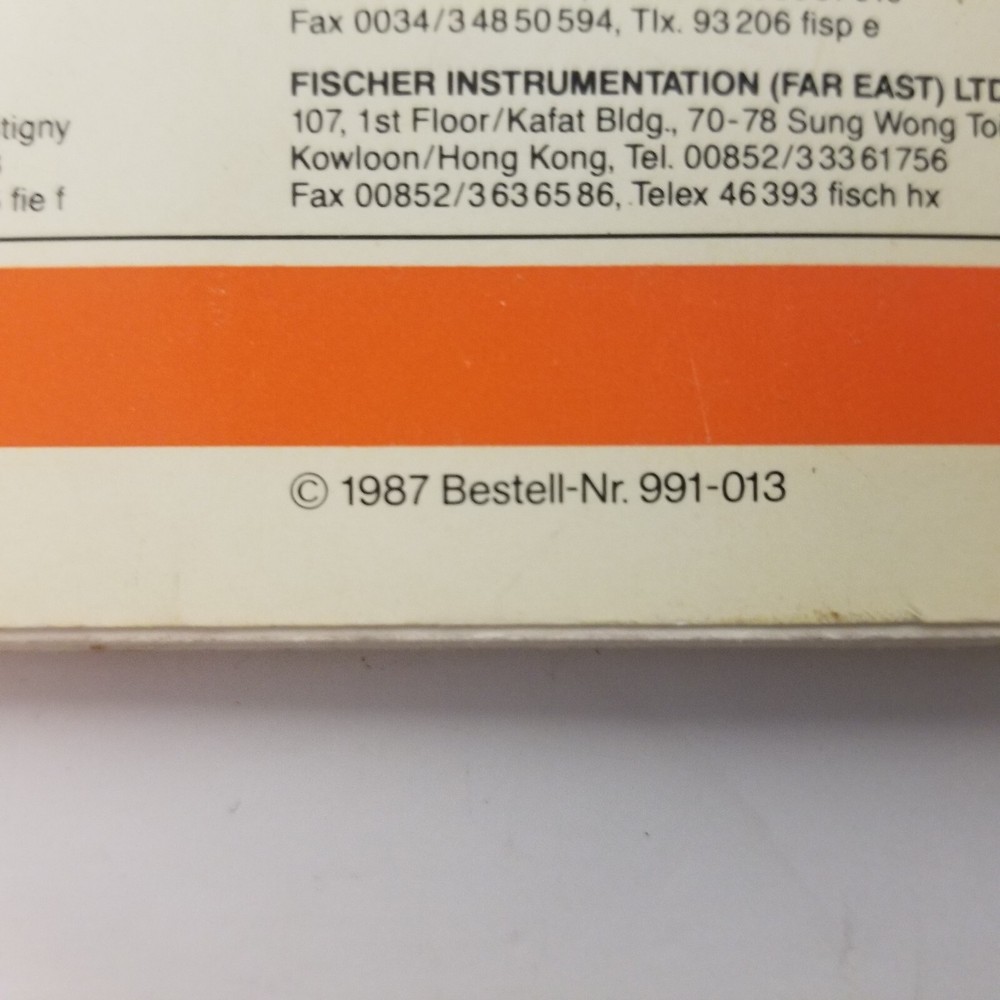 Fax 0034/3 48 50 594, Tlx. 93 206 fisp e
FISCHER INSTRUMENTATION (FAR EAST) LTD
107, 1st Floor/Kafat Bldg., 70-78 Sung Wong
Kowloon/Hong Kong, Tel. 00852/3 33 61 756
Fax 00852/3 63 65 86, Telex 46 393 fisch hx
tigny
fie f
© 1987 Bestell-Nr. 991-013